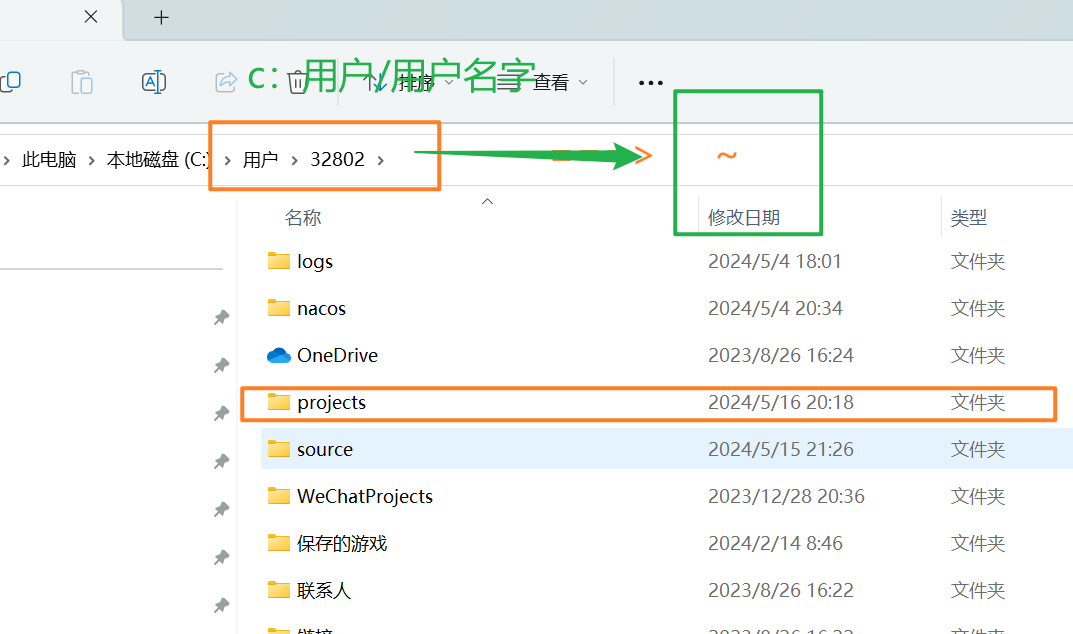 C：用户/用户名字
排序 查看
此电脑 > 本地磁盘 (C:) > 用户 > 32802 > ~
名称 修改日期 类型
logs 2024/5/4 18:01 文件夹
nacos 2024/5/4 20:34 文件夹
OneDrive 2023/8/26 16:24 文件夹
projects 2024/5/16 20:18 文件夹
source 2024/5/15 21:26 文件夹
WeChatProjects 2023/12/28 20:36 文件夹
保存的游戏 2024/2/14 8:46 文件夹
联系人 2023/8/26 16:22 文件夹